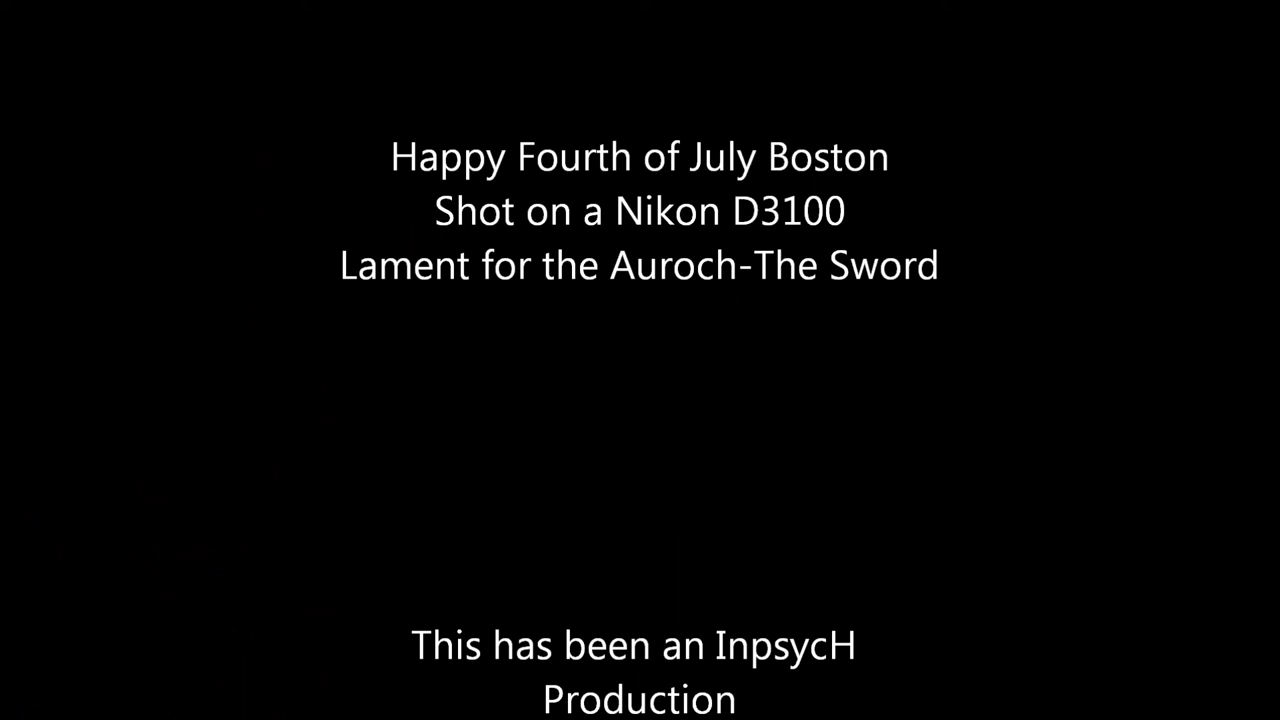 Happy Fourth of July Boston
Shot on a Nikon D3100
Lament for the Auroch-The Sword
This has been an InpsycH
Production